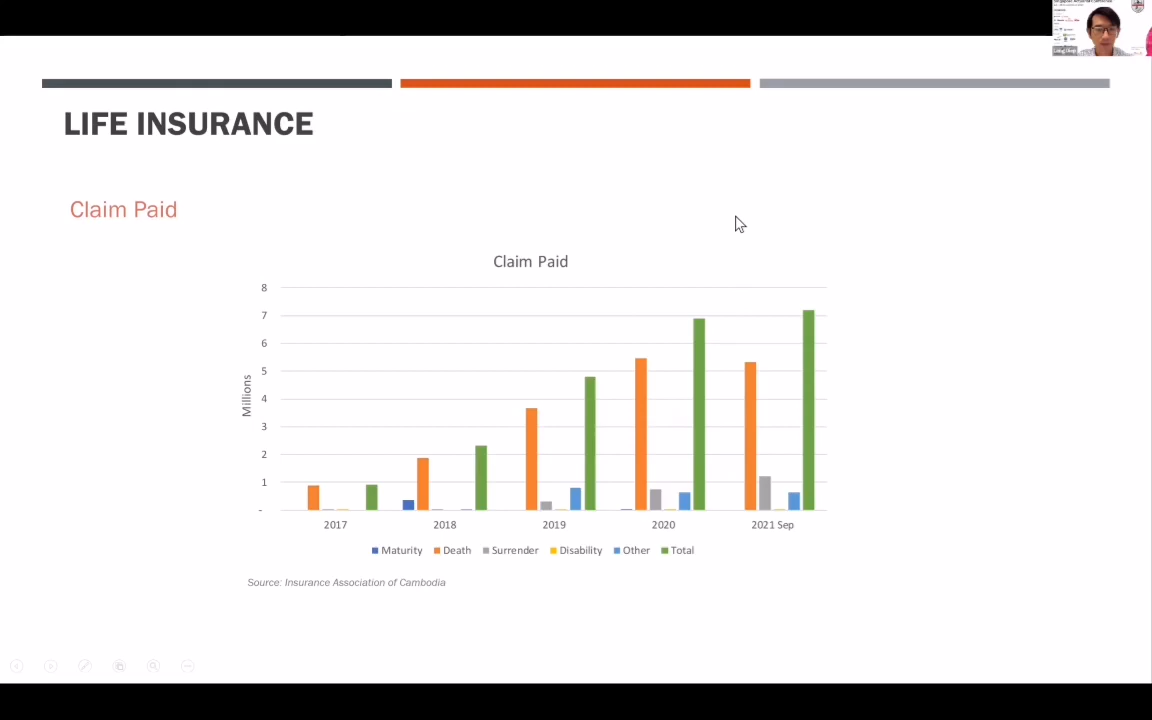 LIFE INSURANCE
Claim Paid
Claim Paid
8
7
6
5
4
3
2
1
-
Millions
2017 2018 2019 2020 2021 Sep
Maturity Death Surrender Disability Other Total
Source: Insurance Association of Cambodia